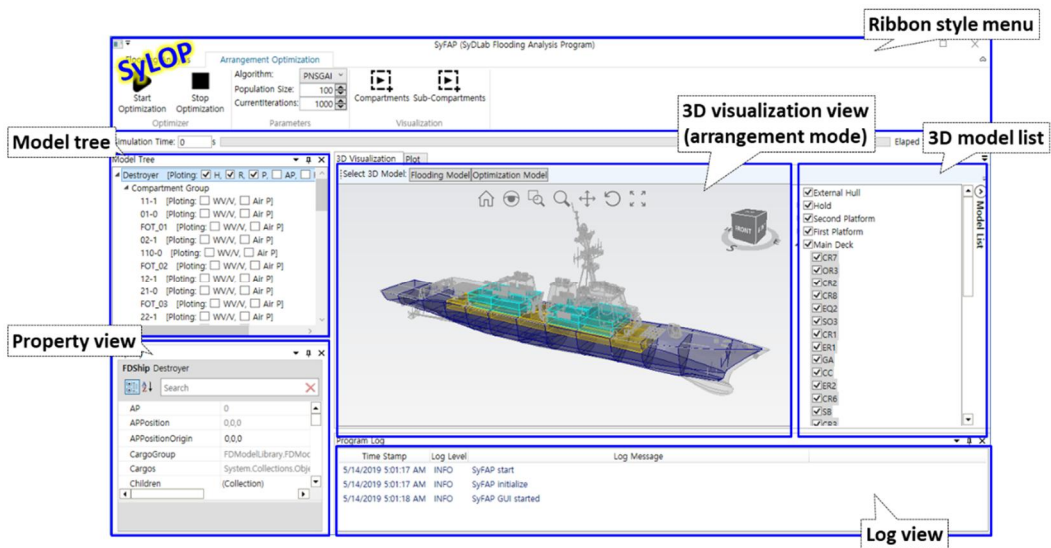 Ribbon style menu
SyFAP (SyDLab Flooding Analysis Program)
SyLOP
Arrangement Optimization
Algorithm: PNSGAI
Population Size: 100
CurrentIterations: 1000
Start Optimization
Stop Optimization
Compartments Sub-Compartments
Optimizer Parameters Visualization
3D visualization view
(arrangement mode)
Model tree
3D model list
Simulation Time: 0 s
Elaped
Model Tree
Destroyer [Ploting: H, R, P, AP,
Compartment Group
11-1 [Ploting: WV/V, Air P]
01-0 [Ploting: WV/V, Air P]
FOT_01 [Ploting: WV/V, Air P]
02-1 [Ploting: WV/V, Air P]
110-0 [Ploting: WV/V, Air P]
FOT_02 [Ploting: WV/V, Air P]
12-1 [Ploting: WV/V, Air P]
21-0 [Ploting: WV/V, Air P]
FOT_03 [Ploting: WV/V, Air P]
22-1 [Ploting: WV/V, Air P]
3D Visualization Plot
Select 3D Model: Flooding Model Optimization Model
FRONT
External Hull
Hold
Second Platform
First Platform
Main Deck
CR7
OR3
CR2
CR8
EQ2
SO3
CR1
ER1
GA
CC
ER2
CR6
SB
CR3
Model List
Property view
FDShip Destroyer
Search
AP 0
APPosition 0,0,0
APPositionOrigin 0,0,0
CargoGroup FDModelLibrary.FDMoc
Cargos System.Collections.Obje
Children (Collection)
Program Log
Time Stamp Log Level Log Message
5/14/2019 5:01:17 AM INFO SyFAP start
5/14/2019 5:01:17 AM INFO SyFAP initialize
5/14/2019 5:01:18 AM INFO SyFAP GUI started
Log view